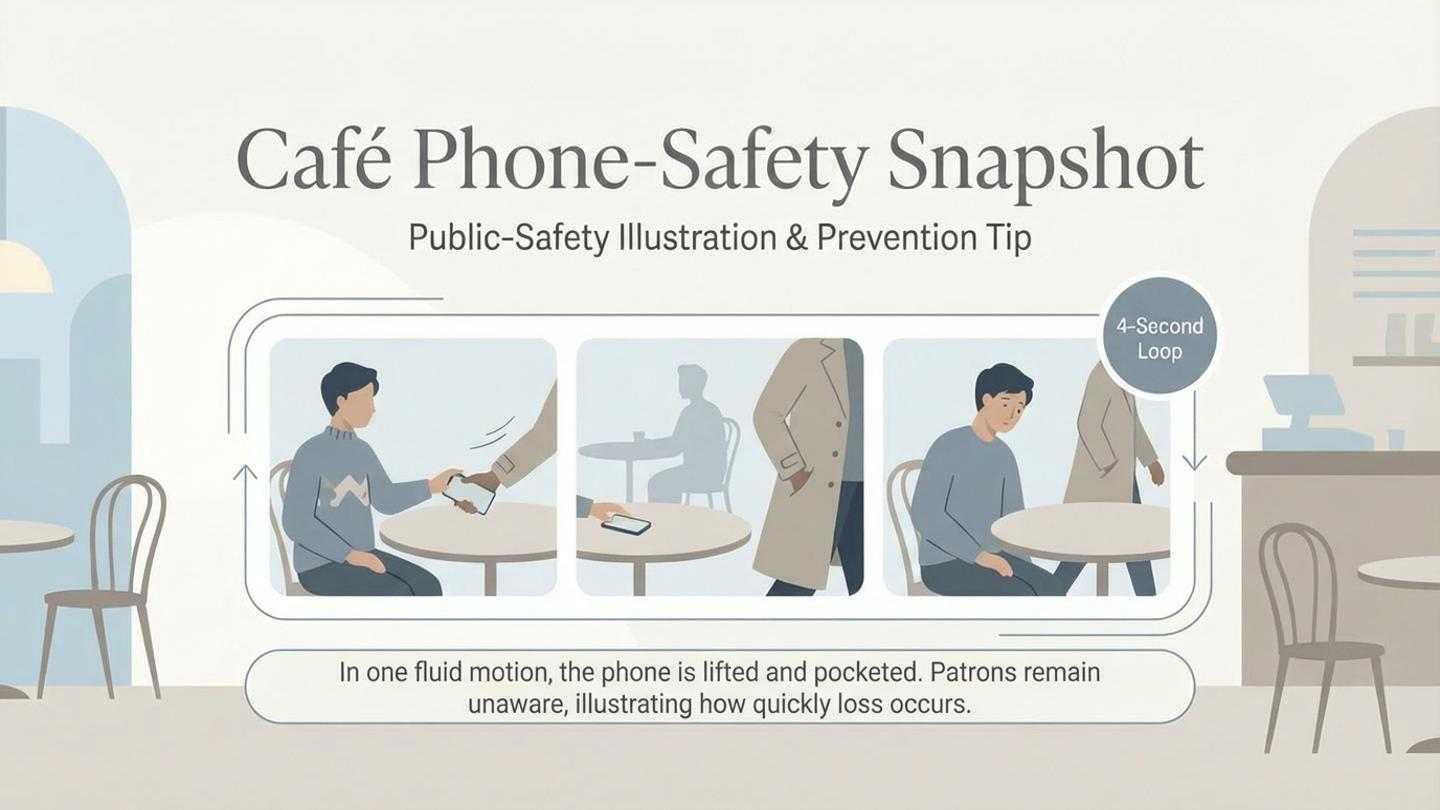 Café Phone-Safety Snapshot
Public-Safety Illustration & Prevention Tip
4-Second
Loop
In one fluid motion, the phone is lifted and pocketed. Patrons remain
unaware, illustrating how quickly loss occurs.